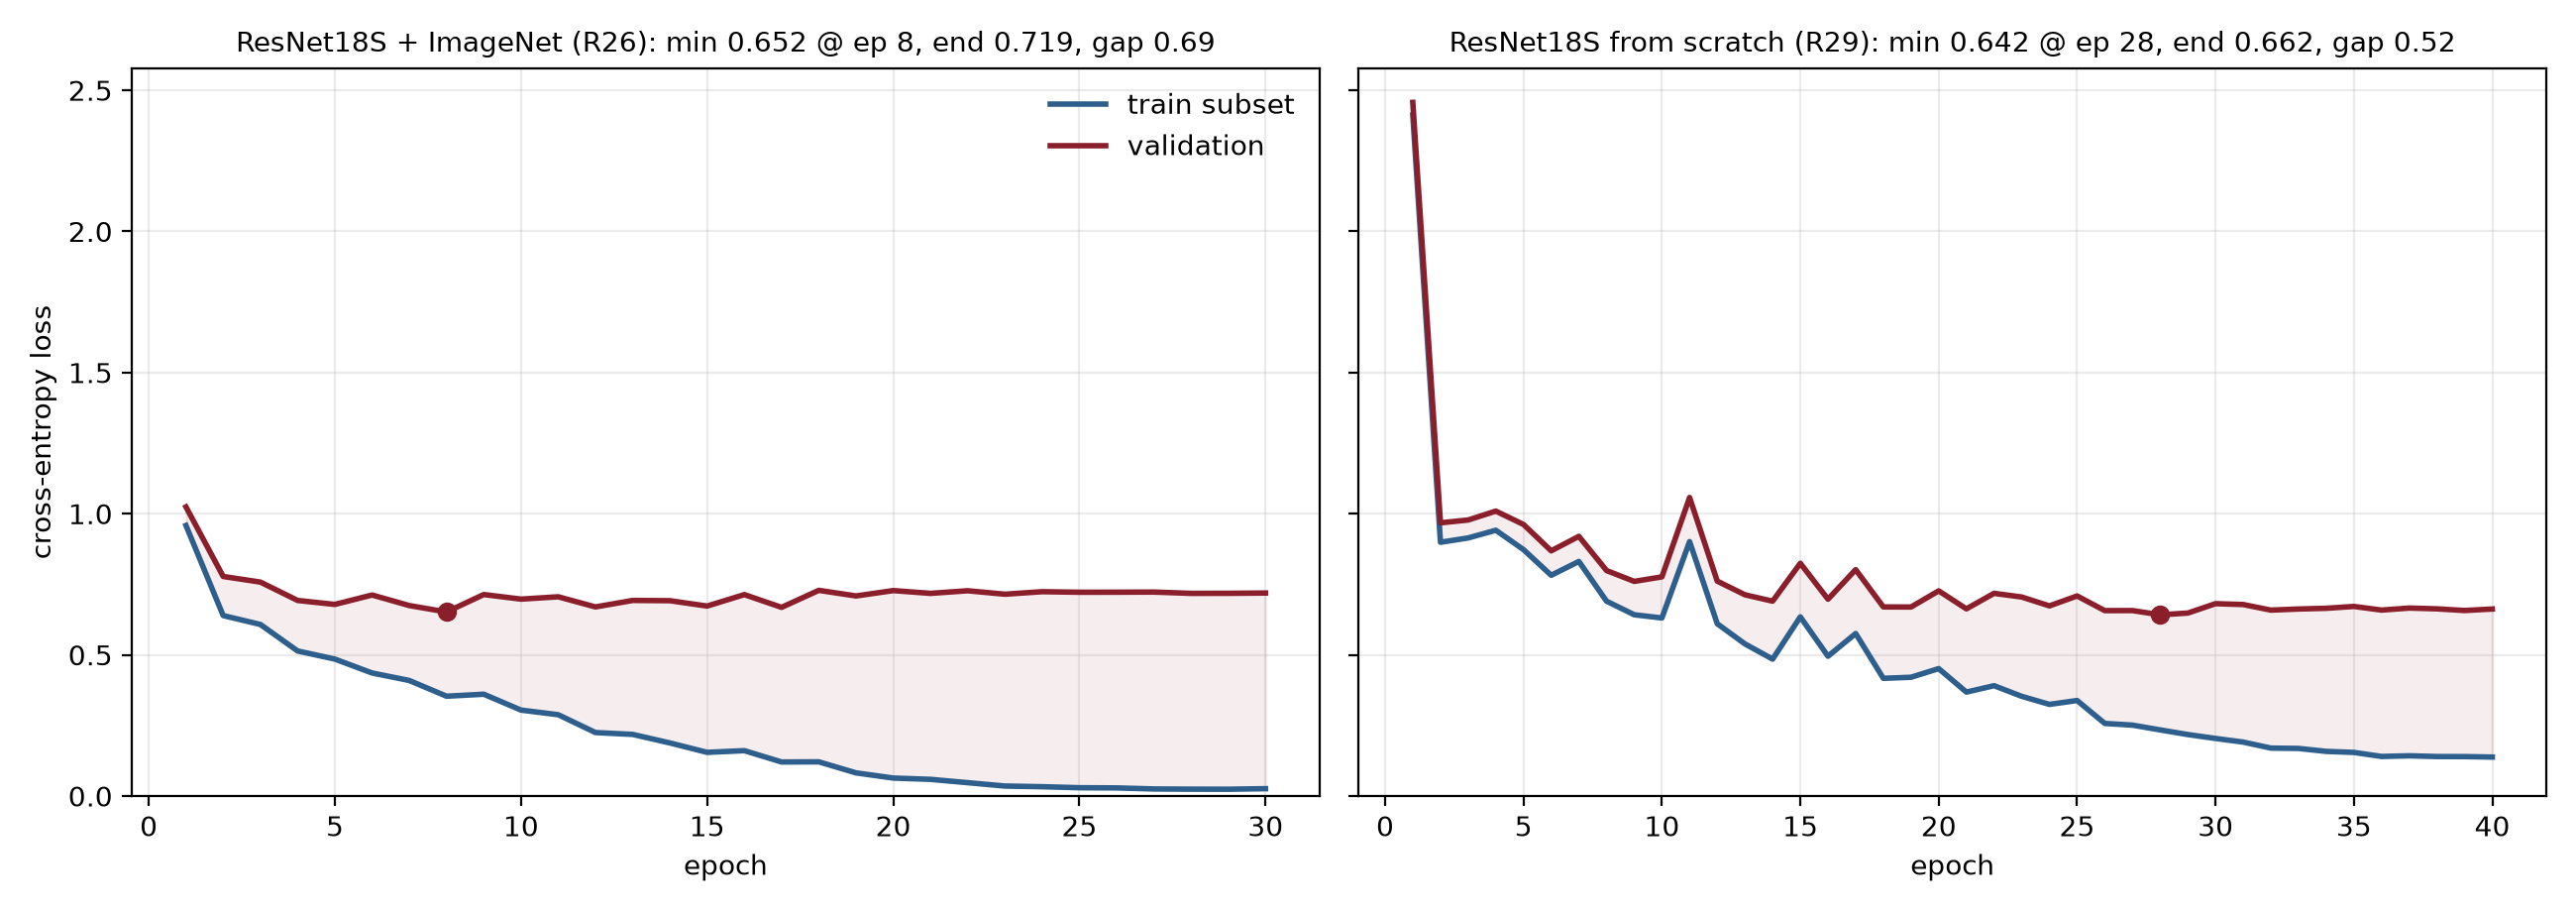 ResNet18S + ImageNet (R26): min 0.652 @ ep 8, end 0.719, gap 0.69
cross-entropy loss
2.5
2.0
1.5
1.0
0.5
0.0
train subset
validation
0 5 10 15 20 25 30
epoch
ResNet18S from scratch (R29): min 0.642 @ ep 28, end 0.662, gap 0.52
0 5 10 15 20 25 30 35 40
epoch